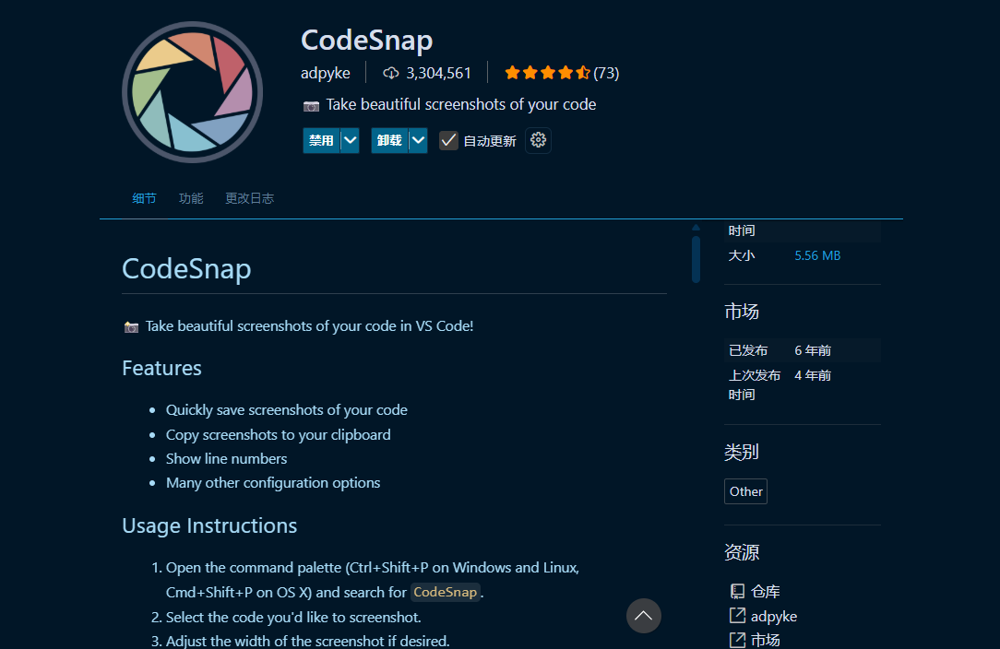 CodeSnap
adpyke
3,304,561
(73)
Take beautiful screenshots of your code
禁用
卸载
自动更新
细节
功能
更改日志
CodeSnap
Take beautiful screenshots of your code in VS Code!
Features
Quickly save screenshots of your code
Copy screenshots to your clipboard
Show line numbers
Many other configuration options
Usage Instructions
1. Open the command palette (Ctrl+Shift+P on Windows and Linux,
Cmd+Shift+P on OS X) and search for CodeSnap.
2. Select the code you'd like to screenshot.
3. Adjust the width of the screenshot if desired.
时间
大小 5.56 MB
市场
已发布 6 年前
上次发布 4 年前
时间
类别
Other
资源
仓库
adpyke
市场